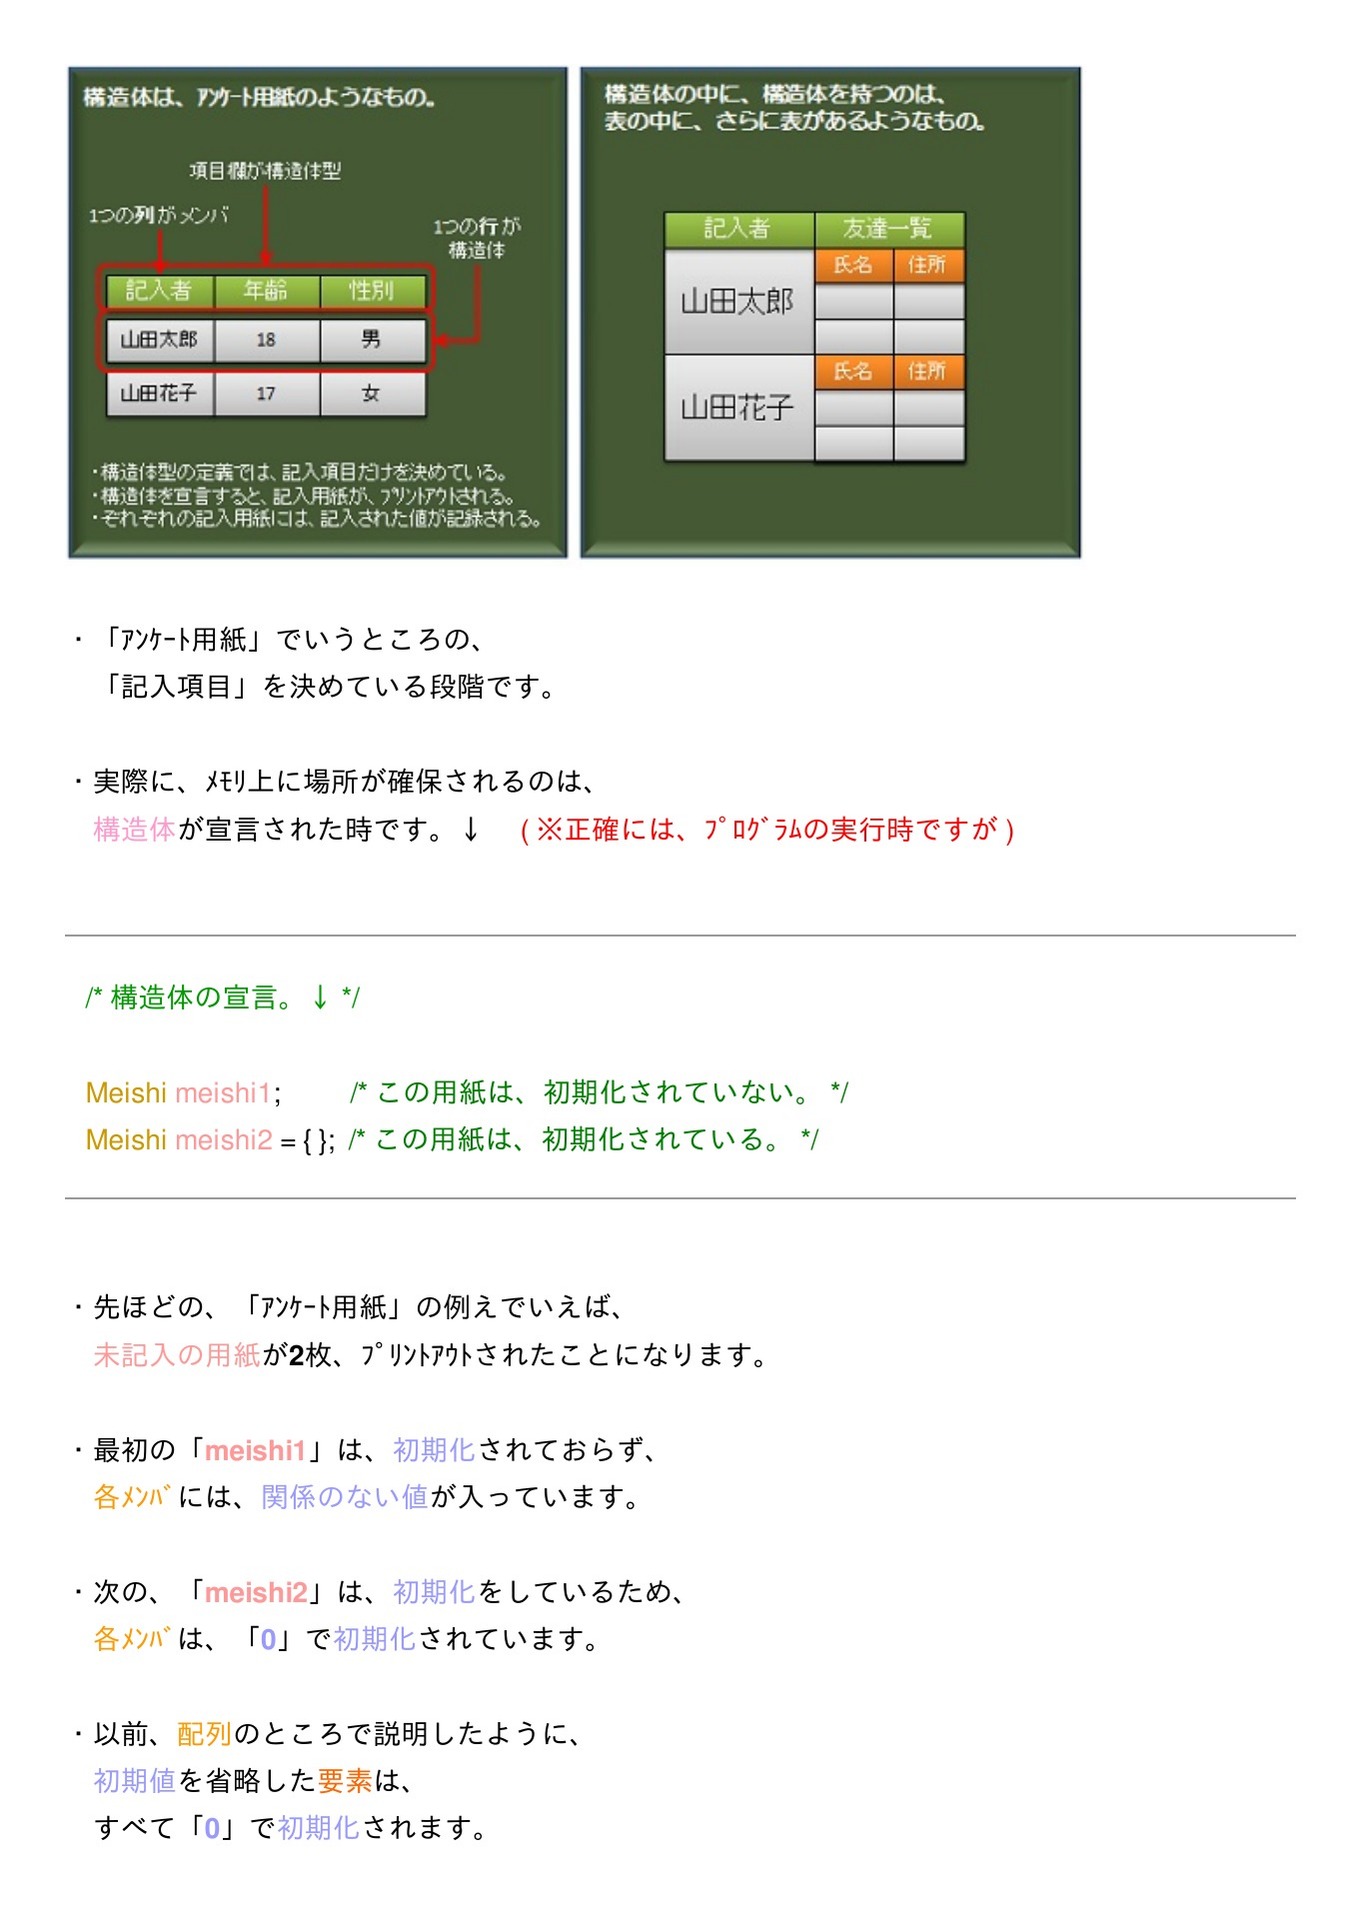 構造体は、ｱﾝｹｰﾄ用紙のようなもの。
項目欄が構造体型
1つの列がメンバ
1つの行が
構造体
記入者 年齢 性別
山田太郎 18 男
山田花子 17 女
・構造体型の定義では、記入項目だけを決めている。
・構造体を宣言すると、記入用紙が、ﾌﾟﾘﾝﾄｱｳﾄされる。
・それぞれの記入用紙には、記入された値が記録される。
構造体の中に、構造体を持つのは、
表の中に、さらに表があるようなもの。
記入者 友達一覧
氏名 住所
山田太郎
氏名 住所
山田花子
・「ｱﾝｹｰﾄ用紙」でいうところの、
「記入項目」を決めている段階です。
・実際に、ﾒﾓﾘ上に場所が確保されるのは、
構造体が宣言された時です。↓ ( ※正確には、ﾌﾟﾛｸﾞﾗﾑの実行時ですが )
/* 構造体の宣言。↓ */
Meishi meishi1; /* この用紙は、初期化されていない。 */
Meishi meishi2 = { }; /* この用紙は、初期化されている。 */
・先ほどの、「ｱﾝｹｰﾄ用紙」の例えでいえば、
未記入の用紙が2枚、ﾌﾟﾘﾝﾄｱｳﾄされたことになります。
・最初の「meishi1」は、初期化されておらず、
各ﾒﾝﾊﾞには、関係のない値が入っています。
・次の、「meishi2」は、初期化をしているため、
各ﾒﾝﾊﾞは、「0」で初期化されています。
・以前、配列のところで説明したように、
初期値を省略した要素は、
すべて「0」で初期化されます。